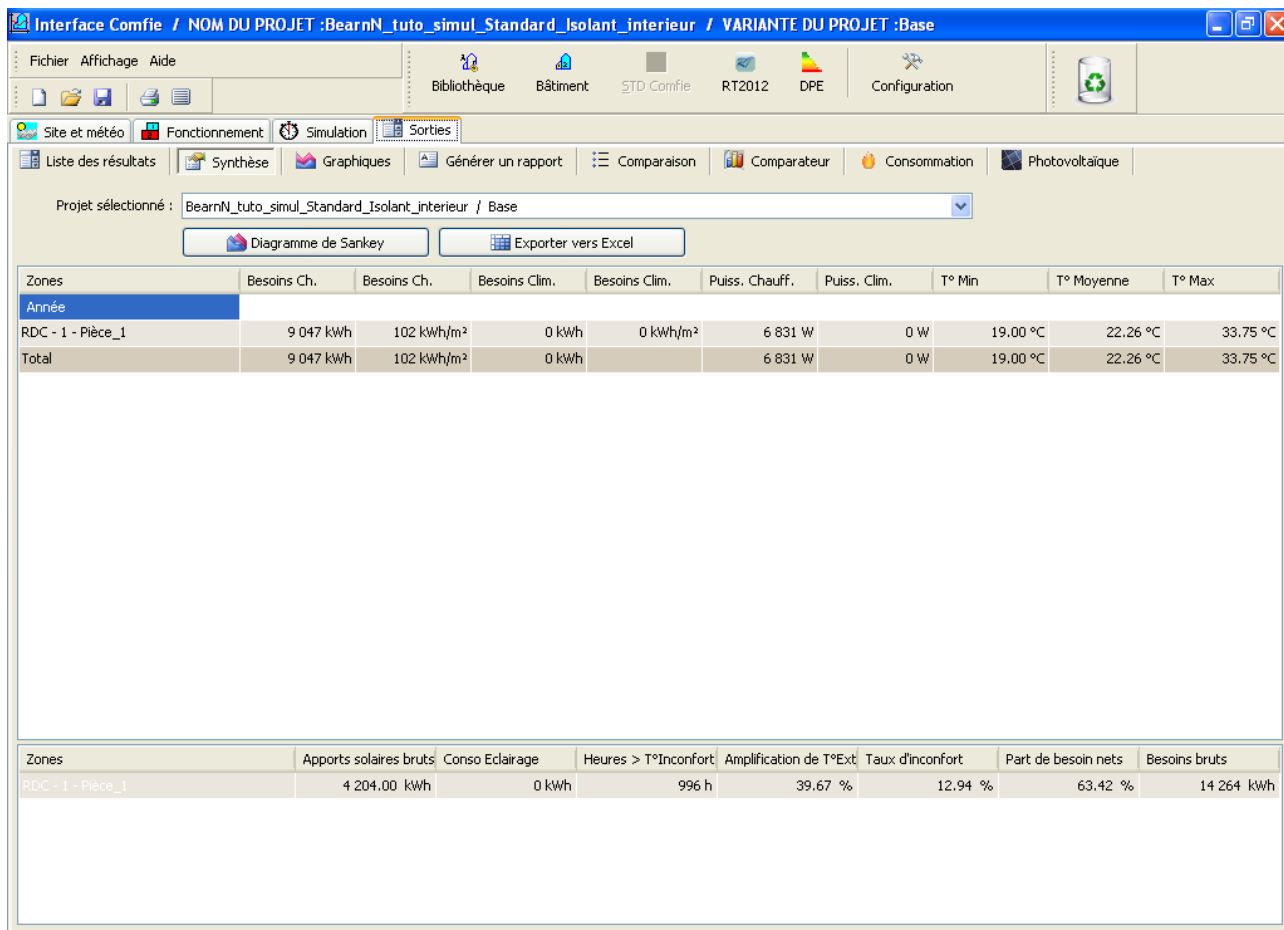 Interface Comfie / NOM DU PROJET :BearnN_tuto_simul_Standard_Isolant_interieur / VARIANTE DU PROJET :Base
Fichier Affichage Aide
Bibliothèque Bâtiment STD Comfie RT2012 DPE Configuration
Site et météo Fonctionnement Simulation Sorties
Liste des résultats Synthèse Graphiques Générer un rapport Comparaison Comparateur Consommation Photovoltaïque
Projet sélectionné : BearnN_tuto_simul_Standard_Isolant_interieur / Base
Diagramme de Sankey Exporter vers Excel
Zones Besoins Ch. Besoins Ch. Besoins Clim. Besoins Clim. Puiss. Chauff. Puiss. Clim. T° Min T° Moyenne T° Max
Année
RDC - 1 - Pièce_1 9 047 kWh 102 kWh/m² 0 kWh 0 kWh/m² 6 831 W 0 W 19.00 °C 22.26 °C 33.75 °C
Total 9 047 kWh 102 kWh/m² 0 kWh 6 831 W 0 W 19.00 °C 22.26 °C 33.75 °C
Zones Apports solaires bruts Conso Eclairage Heures > T°Inconfort Amplification de T°Ext Taux d'inconfort Part de besoin nets Besoins bruts
RDC - 1 - Pièce_1 4 204.00 kWh 0 kWh 996 h 39.67 % 12.94 % 63.42 % 14 264 kWh